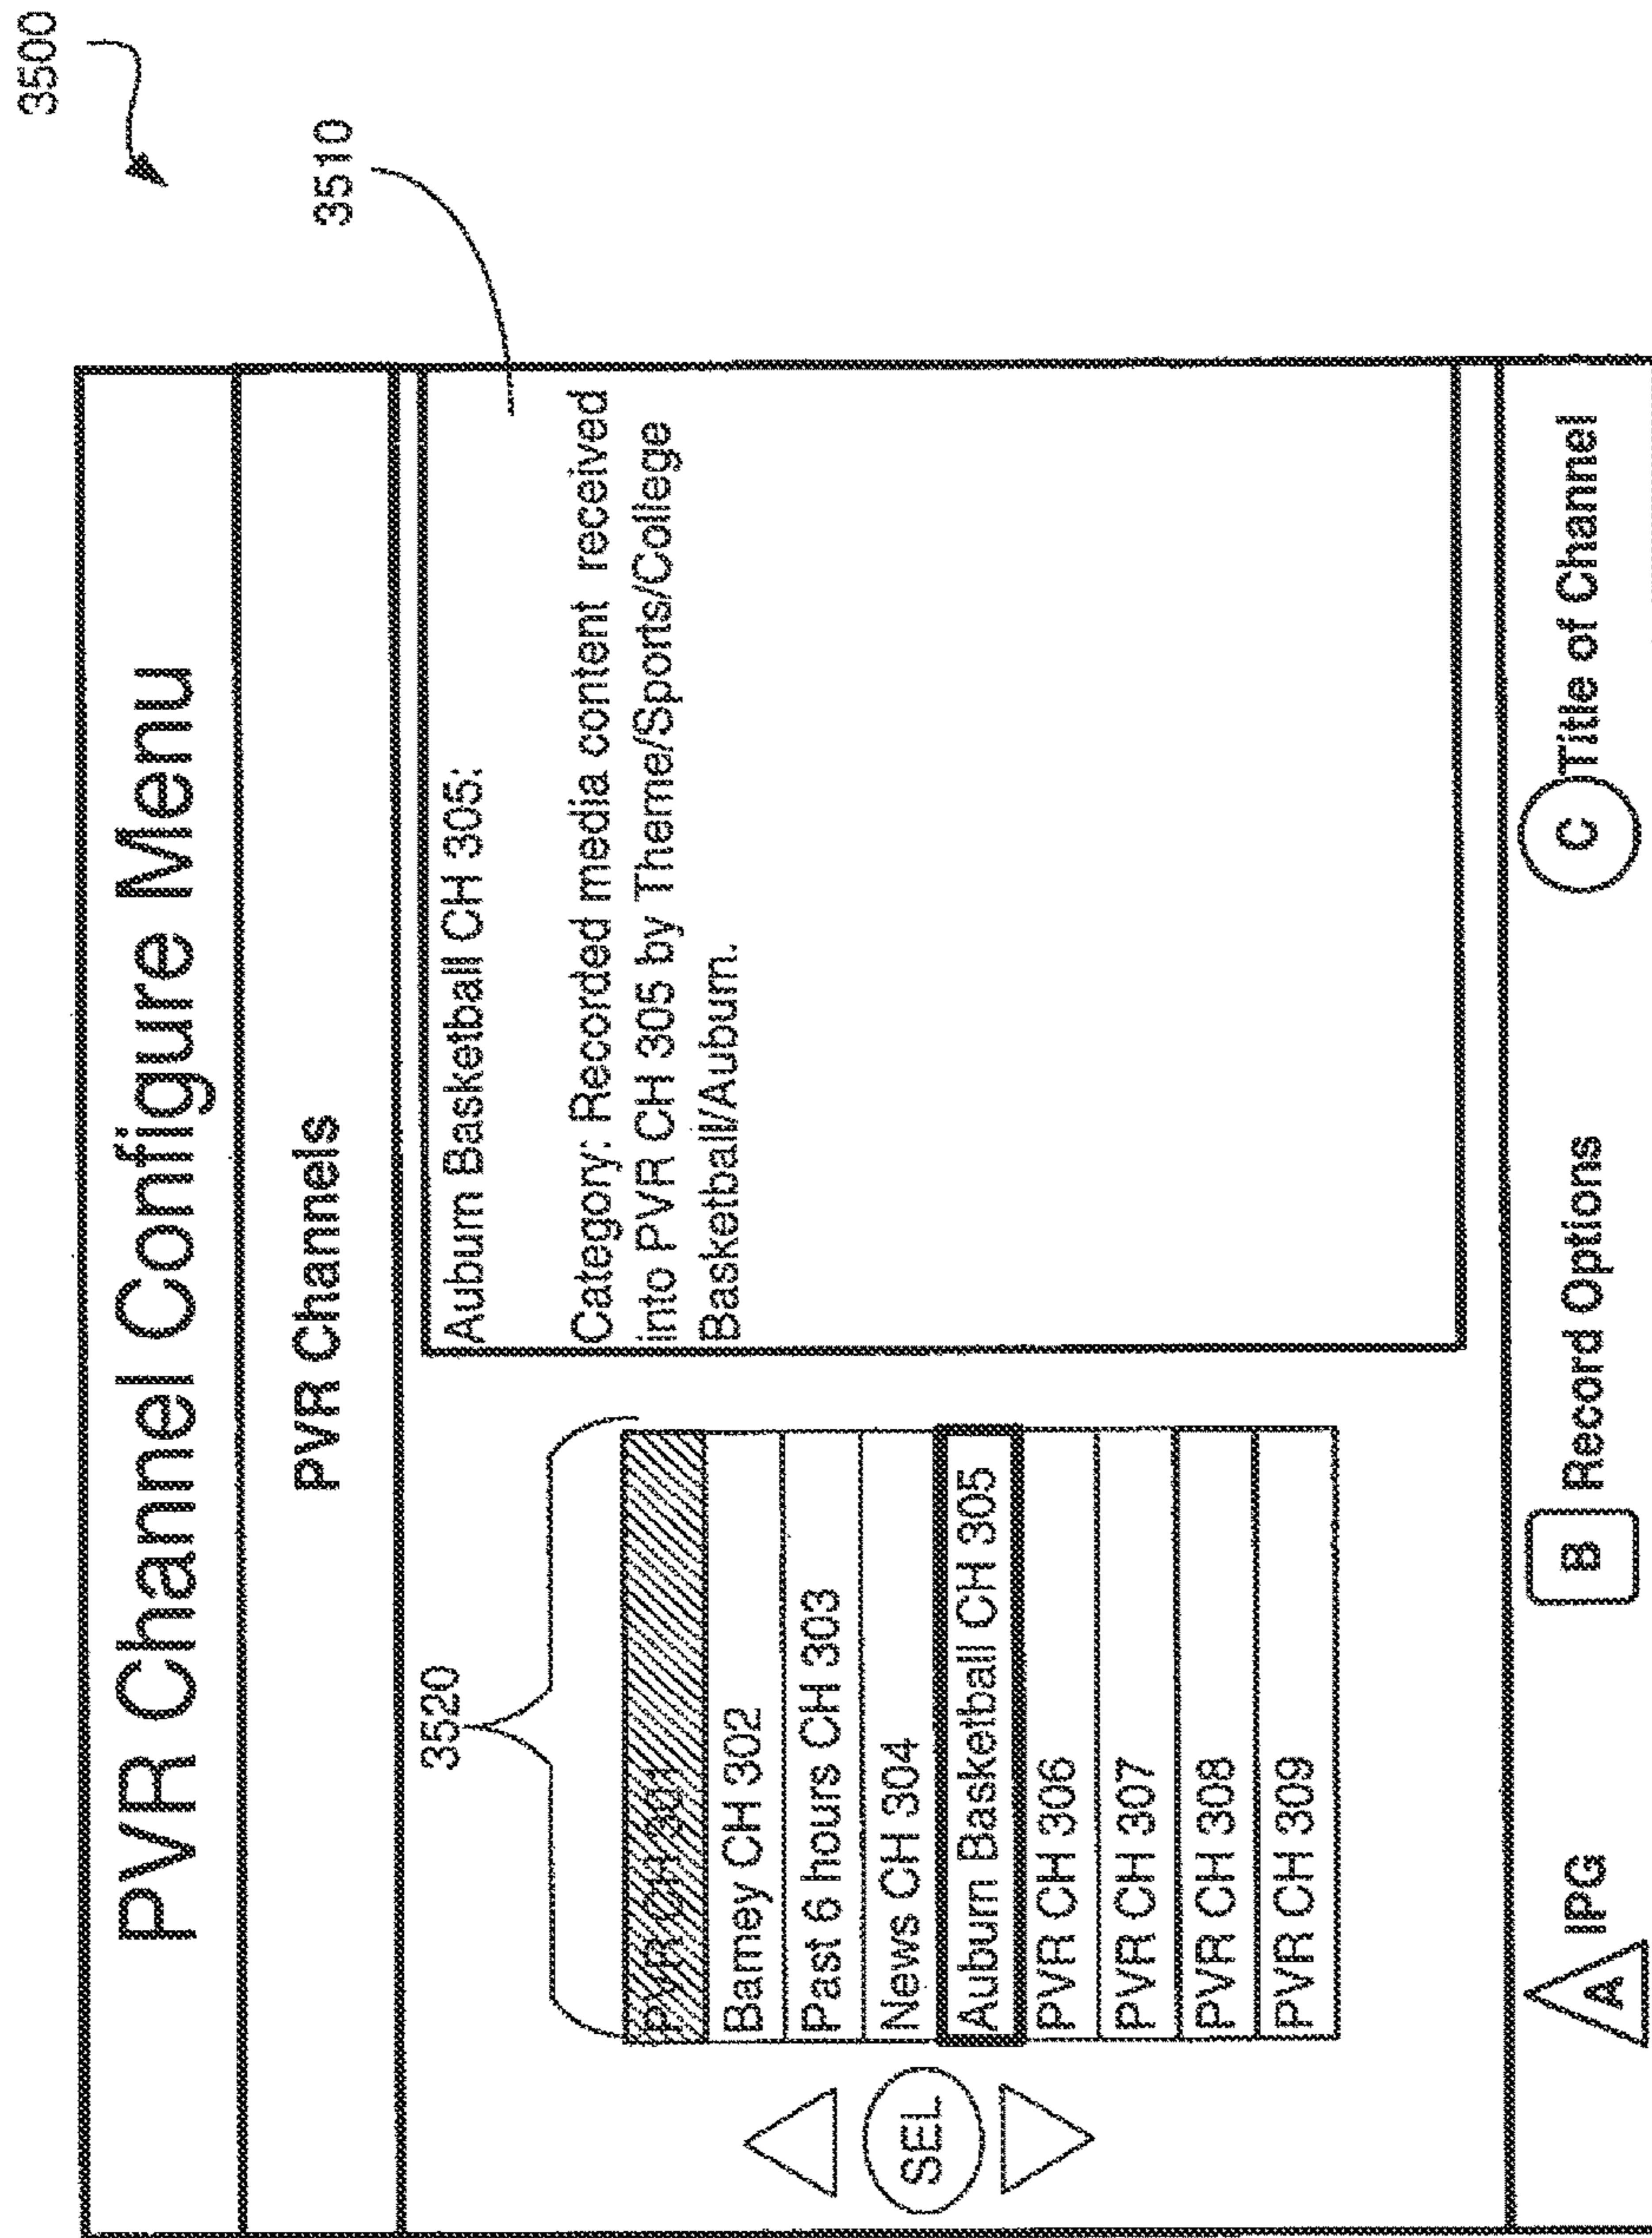 3500
PVR Channel Configure Menu
PVR Channels
3510
3520
PVR CH 301
Barney CH 302
Past 6 hours CH 303
News CH 304
Auburn Basketball CH 305
PVR CH 306
PVR CH 307
PVR CH 308
PVR CH 309
SEL
Auburn Basketball CH 305:
Category: Recorded media content received
into PVR CH 305 by Theme/Sports/College
Basketball/Auburn.
A IPG
B Record Options
C Title of Channel